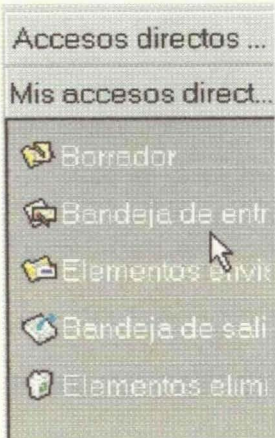 Accesos directos ...
Mis accesos direct...
Borrador
Bandeja de entr
Elementos envi
Bandeja de sali
Elementos elimi